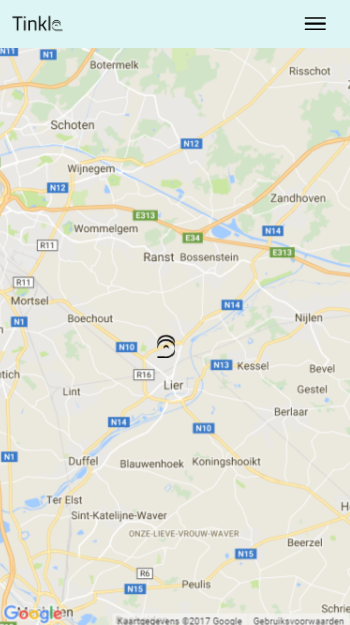 Tinkle
N11
N1
Botermelk
Risschot
Schoten
N12
Wijnegem
N12
Zandhoven
E313
Wommelgem
N14
E34
R11
Ranst
Bossenstein
E313
R11
Mortsel
N14
N1
Boechout
Nijlen
N10
N13
Kessel
Bevel
R16
Lier
Lint
Gestel
Berlaar
N14
N10
N1
Duffel
Blauwenhoek
Koningshooikt
Ter Elst
Sint-Katelijne-Waver
ONZE-LIEVE-VROUW-WAVER
Beerzel
N15
R6
Peulis
N15
Google
Kaartgegevens ©2017 Google
Gebruiksvoorwaarden